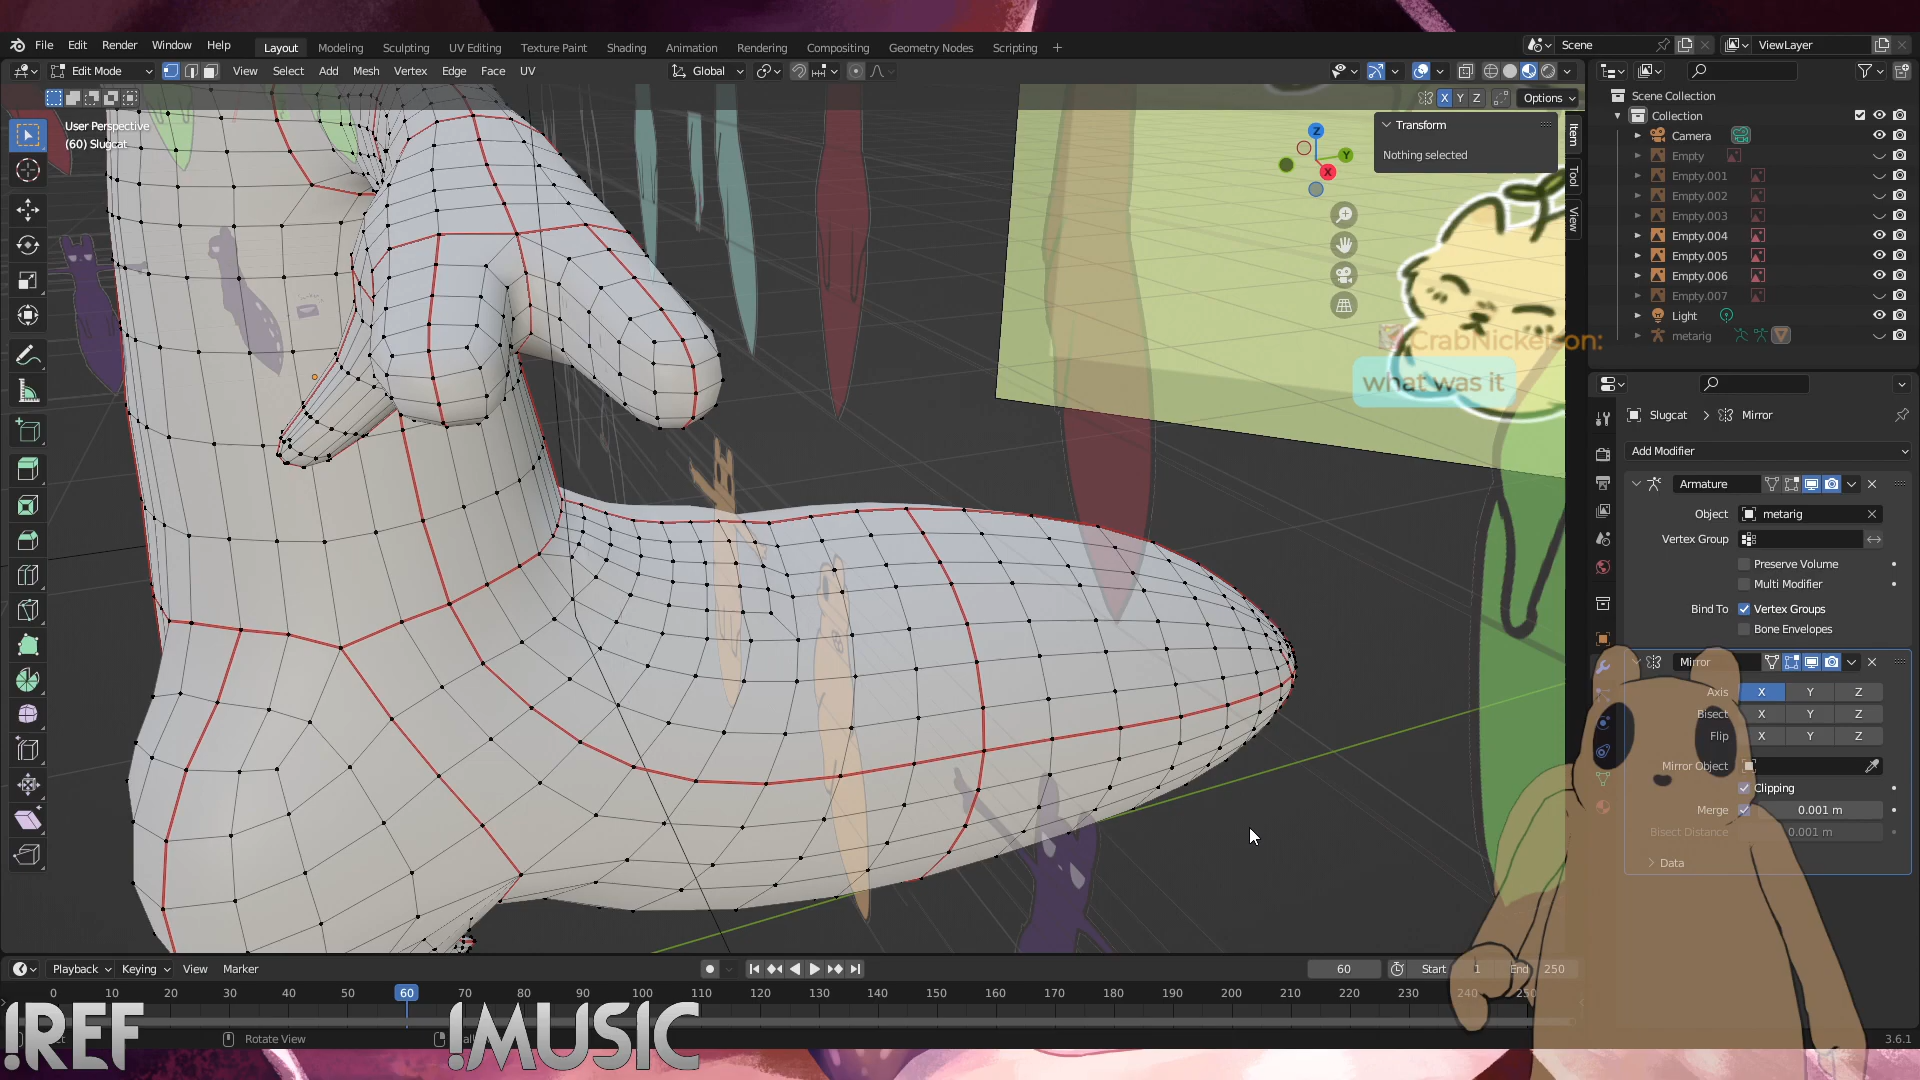 File Edit Render Window Help Layout Modeling Sculpting UV Editing Texture Paint Shading Animation Rendering Compositing Geometry Nodes Scripting + Scene ViewLayer
Edit Mode View Select Add Mesh Vertex Edge Face UV Global
X Y Z Options
User Perspective
(60) Slugcat
Transform
Nothing selected
Item
Tool
View
Z
Y
X
CrabNickelson:
what was it
Scene Collection
Collection
Camera
Empty
Empty.001
Empty.002
Empty.003
Empty.004
Empty.005
Empty.006
Empty.007
Light
metarig
Slugcat > Mirror
Add Modifier
Armature
Object metarig
Vertex Group
Preserve Volume
Multi Modifier
Bind To Vertex Groups
Bone Envelopes
Mirror
Axis X Y Z
Bisect X Y Z
Flip X Y Z
Mirror Object
Clipping
Merge 0.001 m
Bisect Distance 0.001 m
Data
Playback Keying View Marker 60 Start 1 End 250
0 10 20 30 40 50 60 70 80 90 100 110 120 130 140 150 160 170 180 190 200 210 220 230 240 250
Rotate View 3.6.1
!REF !MUSIC